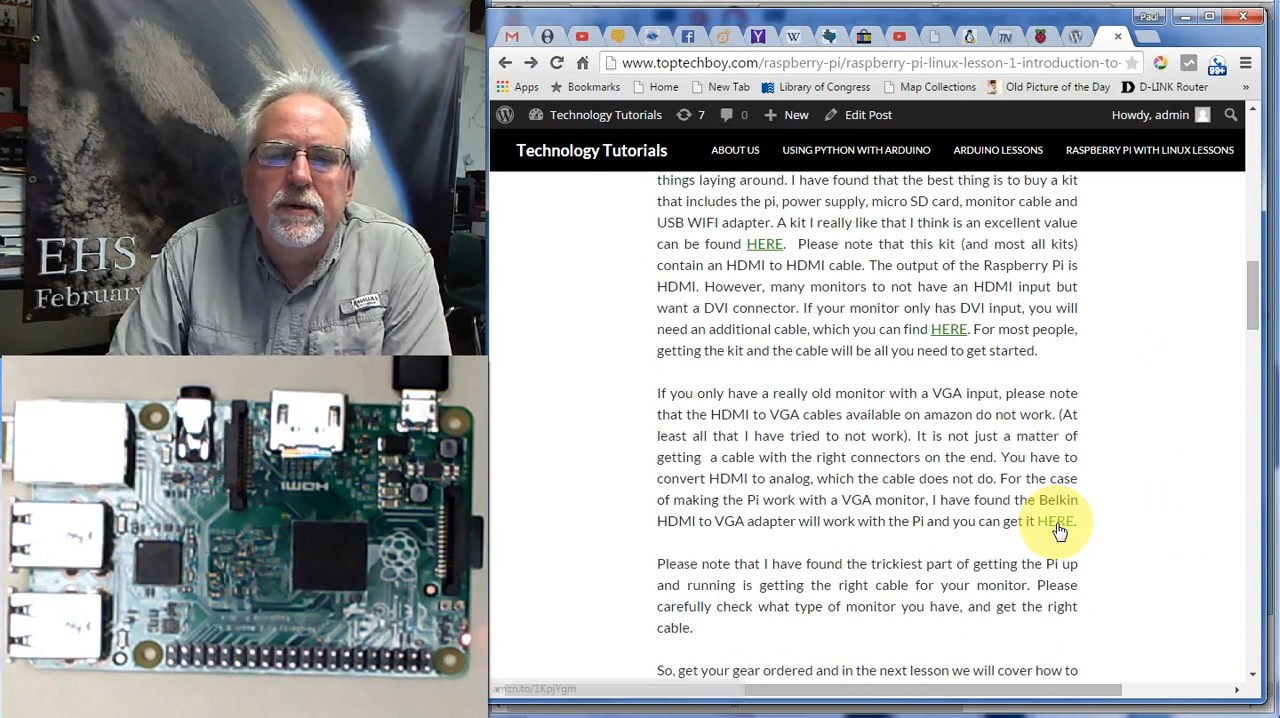 EHS -
February
HDMI
Paul
www.toptechboy.com/raspberry-pi/raspberry-pi-linux-lesson-1-introduction-to-
99+
Apps
Bookmarks
Home
New Tab
Library of Congress
Map Collections
Old Picture of the Day
D-LINK Router
»
Technology Tutorials
7
0
New
Edit Post
Howdy, admin
Technology Tutorials
ABOUT US
USING PYTHON WITH ARDUINO
ARDUINO LESSONS
RASPBERRY PI WITH LINUX LESSONS
things laying around. I have found that the best thing is to buy a kit
that includes the pi, power supply, micro SD card, monitor cable and
USB WIFI adapter. A kit I really like that I think is an excellent value
can be found HERE. Please note that this kit (and most all kits)
contain an HDMI to HDMI cable. The output of the Raspberry Pi is
HDMI. However, many monitors to not have an HDMI input but
want a DVI connector. If your monitor only has DVI input, you will
need an additional cable, which you can find HERE. For most people,
getting the kit and the cable will be all you need to get started.
If you only have a really old monitor with a VGA input, please note
that the HDMI to VGA cables available on amazon do not work. (At
least all that I have tried to not work). It is not just a matter of
getting a cable with the right connectors on the end. You have to
convert HDMI to analog, which the cable does not do. For the case
of making the Pi work with a VGA monitor, I have found the Belkin
HDMI to VGA adapter will work with the Pi and you can get it HERE.
Please note that I have found the trickiest part of getting the Pi up
and running is getting the right cable for your monitor. Please
carefully check what type of monitor you have, and get the right
cable.
So, get your gear ordered and in the next lesson we will cover how to
amzn.to/1KpjYgm